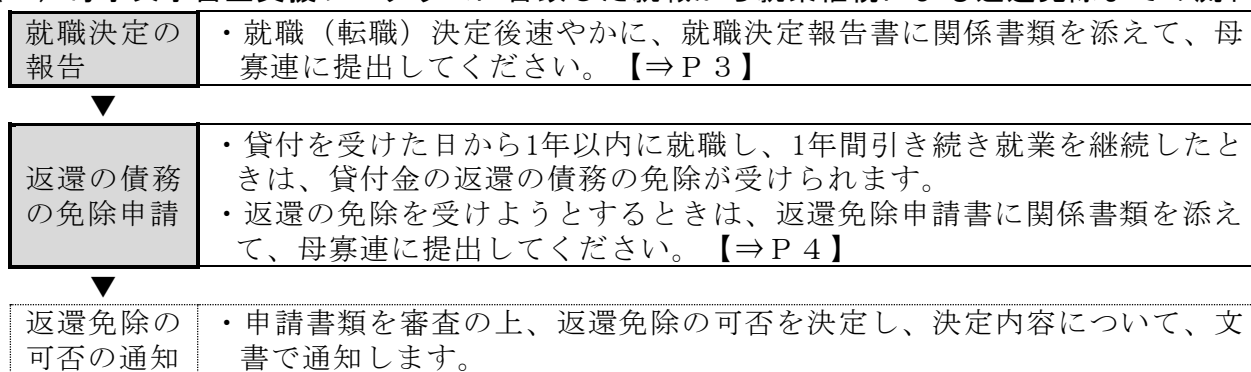 就職決定の
報告
・就職（転職）決定後速やかに、就職決定報告書に関係書類を添えて、母
寡連に提出してください。【⇒Ｐ３】
▼
返還の債務
の免除申請
・貸付を受けた日から1年以内に就職し、1年間引き続き就業を継続したと
きは、貸付金の返還の債務の免除が受けられます。
・返還の免除を受けようとするときは、返還免除申請書に関係書類を添え
て、母寡連に提出してください。【⇒Ｐ４】
▼
返還免除の
可否の通知
・申請書類を審査の上、返還免除の可否を決定し、決定内容について、文
書で通知します。